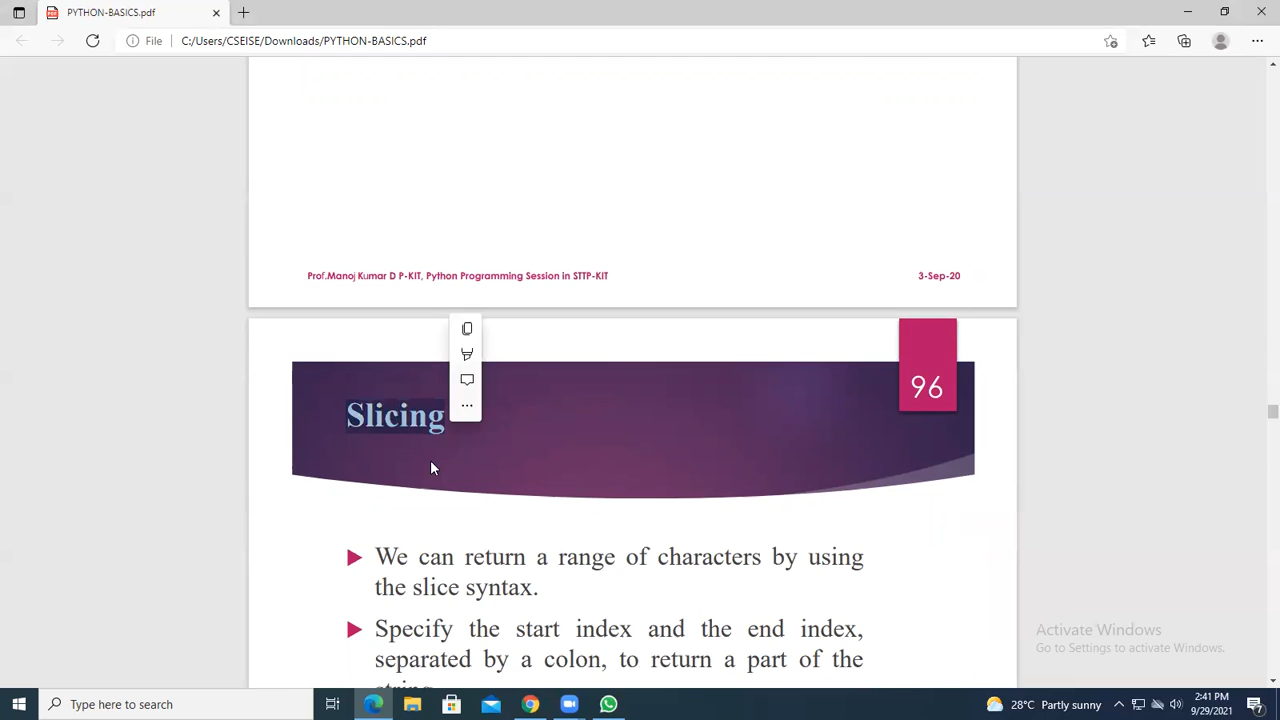 PYTHON-BASICS.pdf
File
C:/Users/CSEISE/Downloads/PYTHON-BASICS.pdf
Prof.Manoj Kumar D P-KIT, Python Programming Session in STTP-KIT
3-Sep-20
96
Slicing
We can return a range of characters by using
the slice syntax.
Specify the start index and the end index,
separated by a colon, to return a part of the
string
Activate Windows
Go to Settings to activate Windows.
Type here to search
28°C Partly sunny
2:41 PM
9/29/2021